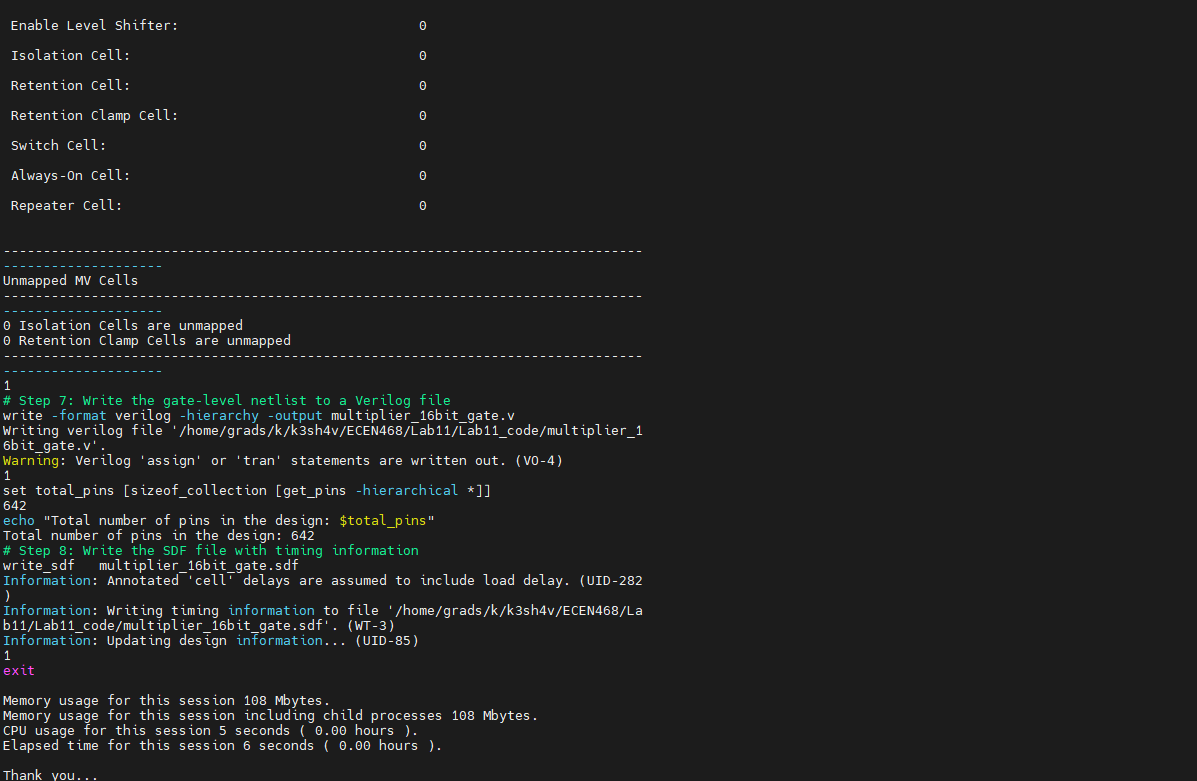 Enable Level Shifter: 0
Isolation Cell: 0
Retention Cell: 0
Retention Clamp Cell: 0
Switch Cell: 0
Always-On Cell: 0
Repeater Cell: 0
--------------------------------------------------------------------------------
--------------------
Unmapped MV Cells
--------------------------------------------------------------------------------
--------------------
0 Isolation Cells are unmapped
0 Retention Clamp Cells are unmapped
--------------------------------------------------------------------------------
--------------------
1
# Step 7: Write the gate-level netlist to a Verilog file
write -format verilog -hierarchy -output multiplier_16bit_gate.v
Writing verilog file '/home/grads/k/k3sh4v/ECEN468/Lab11/Lab11_code/multiplier_1
6bit_gate.v'.
Warning: Verilog 'assign' or 'tran' statements are written out. (VO-4)
1
set total_pins [sizeof_collection [get_pins -hierarchical *]]
642
echo "Total number of pins in the design: $total_pins"
Total number of pins in the design: 642
# Step 8: Write the SDF file with timing information
write_sdf   multiplier_16bit_gate.sdf
Information: Annotated 'cell' delays are assumed to include load delay. (UID-282
)
Information: Writing timing information to file '/home/grads/k/k3sh4v/ECEN468/La
b11/Lab11_code/multiplier_16bit_gate.sdf'. (WT-3)
Information: Updating design information... (UID-85)
1
exit
Memory usage for this session 108 Mbytes.
Memory usage for this session including child processes 108 Mbytes.
CPU usage for this session 5 seconds ( 0.00 hours ).
Elapsed time for this session 6 seconds ( 0.00 hours ).
Thank you...